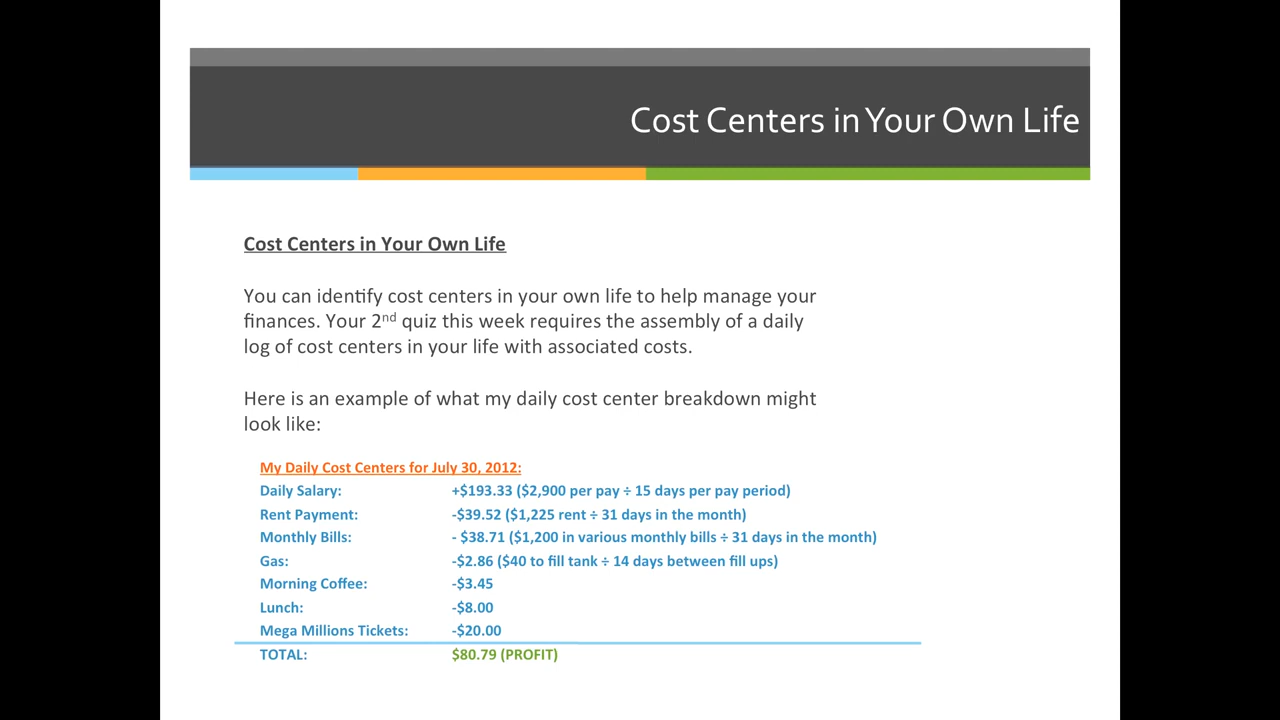 Cost Centers in Your Own Life
Cost Centers in Your Own Life
You can identify cost centers in your own life to help manage your
finances. Your 2nd quiz this week requires the assembly of a daily
log of cost centers in your life with associated costs.
Here is an example of what my daily cost center breakdown might
look like:
My Daily Cost Centers for July 30, 2012:
Daily Salary: +$193.33 ($2,900 per pay ÷ 15 days per pay period)
Rent Payment: -$39.52 ($1,225 rent ÷ 31 days in the month)
Monthly Bills: - $38.71 ($1,200 in various monthly bills ÷ 31 days in the month)
Gas: -$2.86 ($40 to fill tank ÷ 14 days between fill ups)
Morning Coffee: -$3.45
Lunch: -$8.00
Mega Millions Tickets: -$20.00
TOTAL: $80.79 (PROFIT)